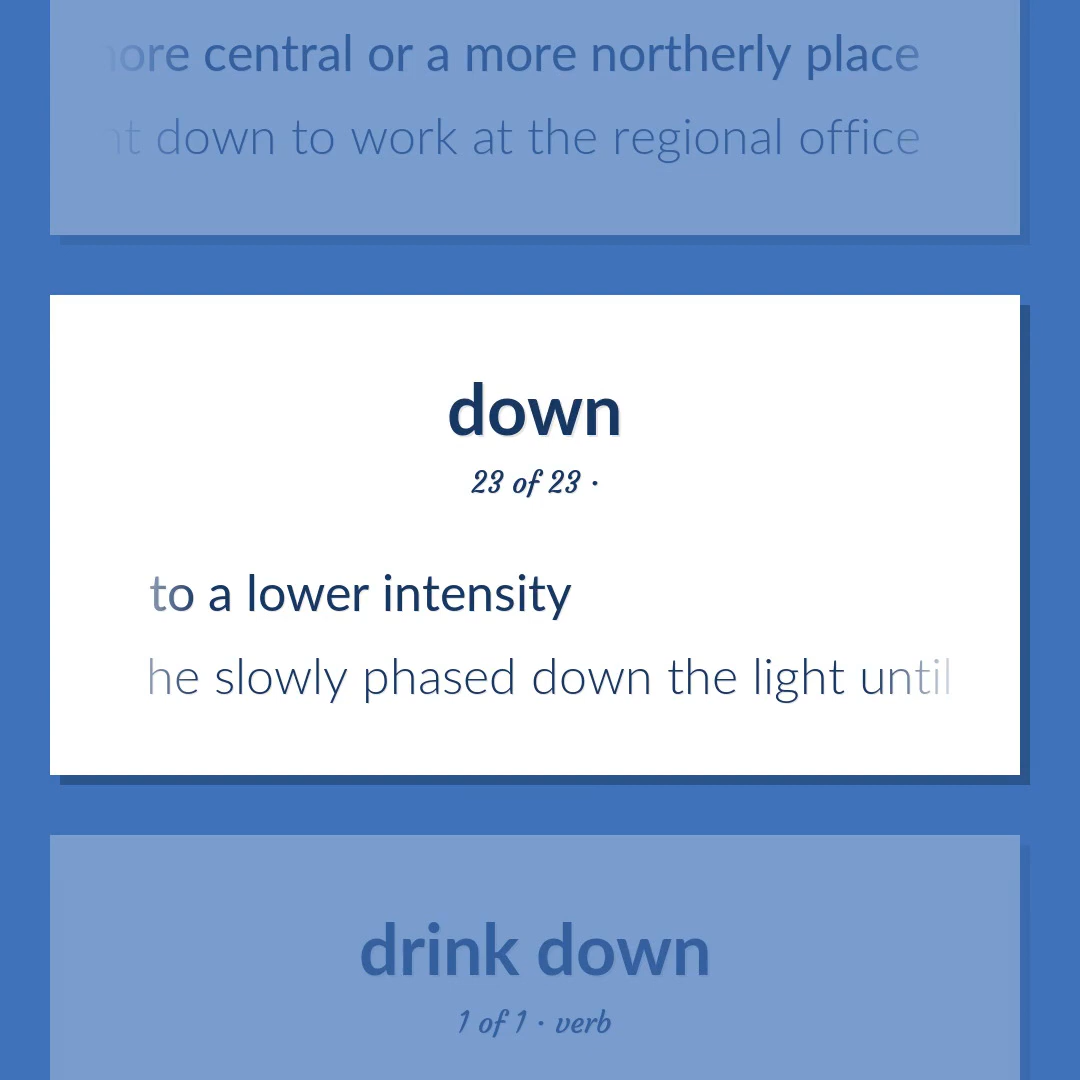 central or a more northerly place
down to work at the regional office
down
23 of 23 ·
to a lower intensity
he slowly phased down the light until
drink down
1 of 1 · verb